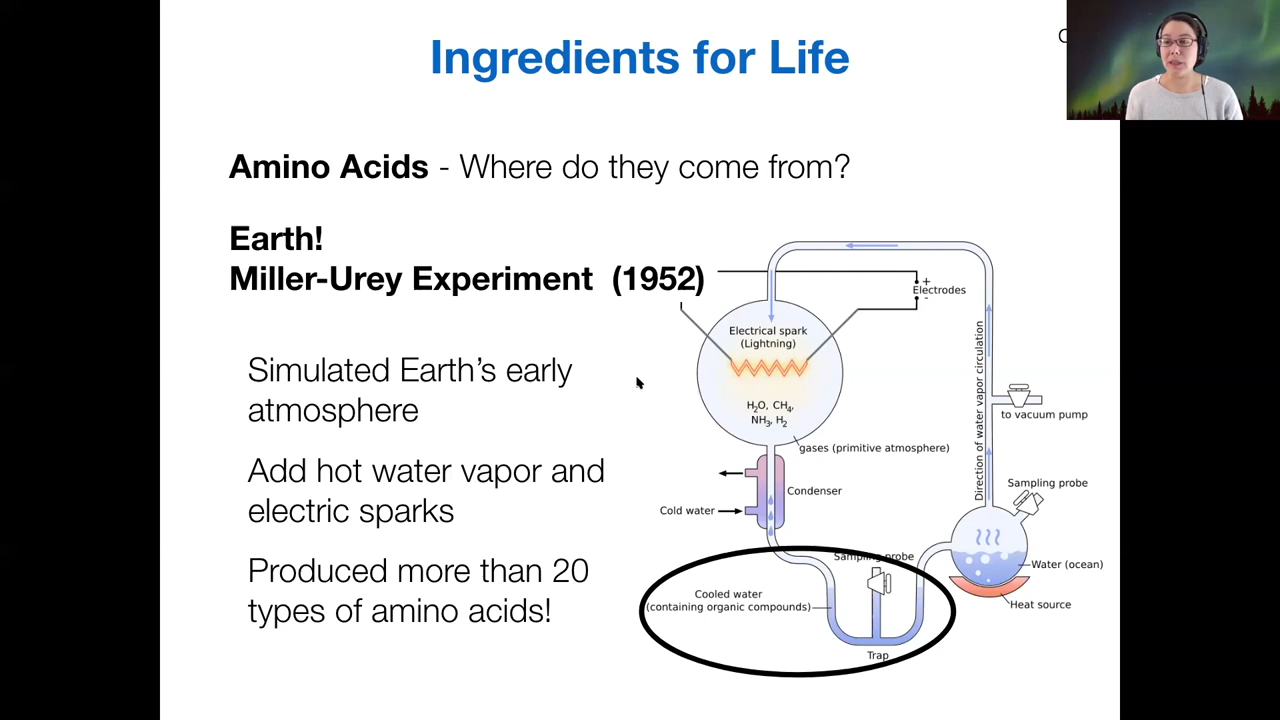 Ingredients for Life
Amino Acids - Where do they come from?
Earth!
Miller-Urey Experiment (1952)
Simulated Earth's early
atmosphere
Add hot water vapor and
electric sparks
Produced more than 20
types of amino acids!
+
Electrodes
-
Electrical spark
(Lightning)
H2O, CH4,
NH3, H2
gases (primitive atmosphere)
Direction of water vapor circulation
to vacuum pump
Condenser
Cold water
Sampling probe
Sampling probe
Water (ocean)
Heat source
Cooled water
(containing organic compounds)
Trap